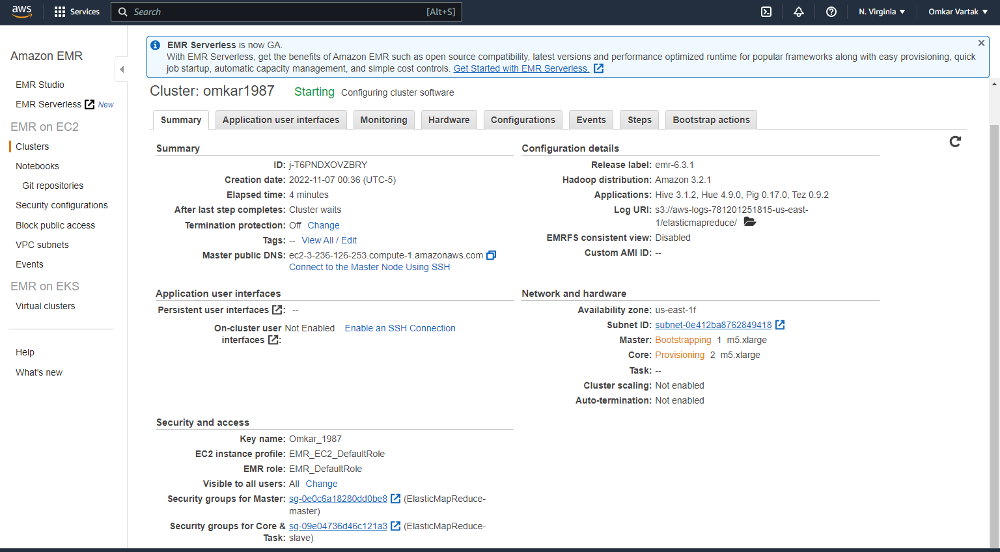 aws
Services
Search
[Alt+S]
N. Virginia
Omkar Vartak
Amazon EMR
EMR Studio
EMR Serverless New
EMR on EC2
Clusters
Notebooks
Git repositories
Security configurations
Block public access
VPC subnets
Events
EMR on EKS
Virtual clusters
Help
What's new
EMR Serverless is now GA.
With EMR Serverless, get the benefits of Amazon EMR such as open source compatibility, latest versions and performance optimized runtime for popular frameworks along with easy provisioning, quick
job startup, automatic capacity management, and simple cost controls. Get Started with EMR Serverless.
Cluster: omkar1987 Starting Configuring cluster software
Summary
Application user interfaces
Monitoring
Hardware
Configurations
Events
Steps
Bootstrap actions
Summary
ID: j-T6PNDXOVZBRY
Creation date: 2022-11-07 00:36 (UTC-5)
Elapsed time: 4 minutes
After last step completes: Cluster waits
Termination protection: Off Change
Tags: -- View All / Edit
Master public DNS: ec2-3-236-126-253.compute-1.amazonaws.com
Connect to the Master Node Using SSH
Configuration details
Release label: emr-6.3.1
Hadoop distribution: Amazon 3.2.1
Applications: Hive 3.1.2, Hue 4.9.0, Pig 0.17.0, Tez 0.9.2
Log URI: s3://aws-logs-781201251815-us-east-
1/elasticmapreduce/
EMRFS consistent view: Disabled
Custom AMI ID: --
Application user interfaces
Persistent user interfaces : --
On-cluster user Not Enabled Enable an SSH Connection
interfaces :
Network and hardware
Availability zone: us-east-1f
Subnet ID: subnet-0e412ba8762849418
Master: Bootstrapping 1 m5.xlarge
Core: Provisioning 2 m5.xlarge
Task: --
Cluster scaling: Not enabled
Auto-termination: Not enabled
Security and access
Key name: Omkar_1987
EC2 instance profile: EMR_EC2_DefaultRole
EMR role: EMR_DefaultRole
Visible to all users: All Change
Security groups for Master: sg-0e0c6a18280dd0be8 (ElasticMapReduce-
master)
Security groups for Core & sg-09e04736d46c121a3 (ElasticMapReduce-
Task: slave)